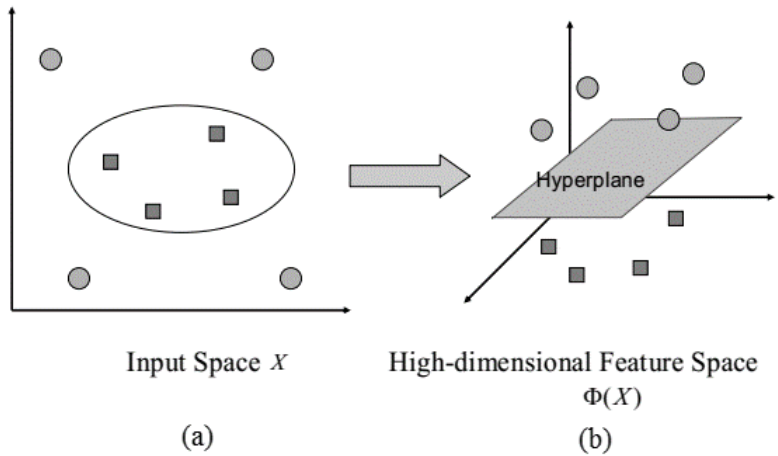 Hyperplane
Input Space X
High-dimensional Feature Space
Φ(X)
(a)
(b)